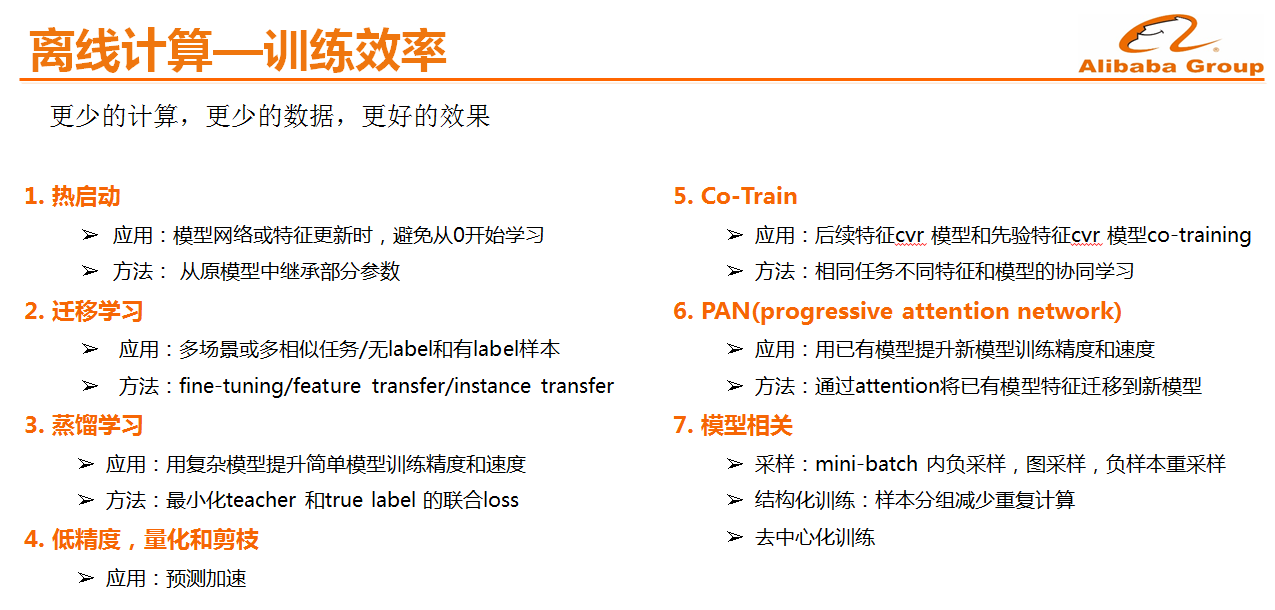 离线计算—训练效率
Alibaba Group
更少的计算，更少的数据，更好的效果
1. 热启动
➢ 应用：模型网络或特征更新时，避免从0开始学习
➢ 方法： 从原模型中继承部分参数
2. 迁移学习
➢ 应用：多场景或多相似任务/无label和有label样本
➢ 方法：fine-tuning/feature transfer/instance transfer
3. 蒸馏学习
➢ 应用：用复杂模型提升简单模型训练精度和速度
➢ 方法：最小化teacher 和true label 的联合loss
4. 低精度，量化和剪枝
➢ 应用：预测加速
5. Co-Train
➢ 应用：后续特征cvr 模型和先验特征cvr 模型co-training
➢ 方法：相同任务不同特征和模型的协同学习
6. PAN(progressive attention network)
➢ 应用：用已有模型提升新模型训练精度和速度
➢ 方法：通过attention将已有模型特征迁移到新模型
7. 模型相关
➢ 采样：mini-batch 内负采样，图采样，负样本重采样
➢ 结构化训练：样本分组减少重复计算
➢ 去中心化训练